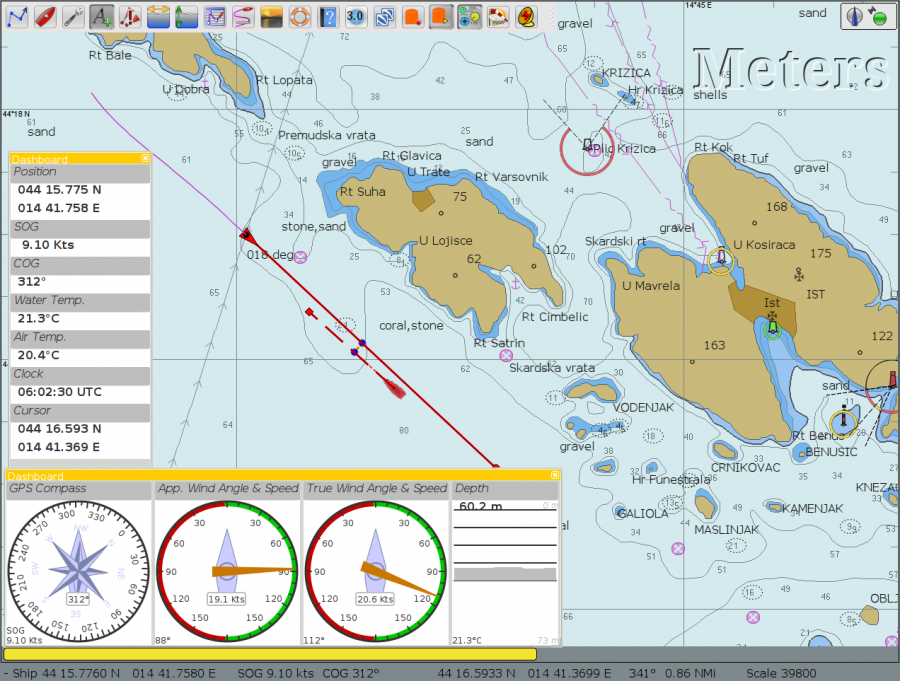 3.0
14°45 E
sand
gravel
Meters
Rt Bale
Rt Lopata
U Dobra
KRIZICA
Hr Krizica
shells
44°18 N
sand
Premudska vrata
sand
Plic Krizica
Rt Kok
Rt Tuf
gravel
gravel
Rt Glavica
U Trate
Rt Varsovnik
Rt Suha
75
168
stone,sand
gravel
U Lojisce
Skardski rt
U Kosiraca
018 deg
62
102
175
U Mavrela
IST
Ist
coral,stone
Rt Cimbelic
Rt Satrin
163
122
Skardska vrata
sand
VODENJAK
gravel
Rt Benus
BENUSIC
CRNIKOVAC
Hr Funestrala
GALIOLA
MASLINJAK
KAMENJAK
KNEZA
OBLJ
Dashboard
Position
044 15.775 N
014 41.758 E
SOG
9.10 Kts
COG
312°
Water Temp.
21.3°C
Air Temp.
20.4°C
Clock
06:02:30 UTC
Cursor
044 16.593 N
014 41.369 E
Dashboard
GPS Compass
App. Wind Angle & Speed
True Wind Angle & Speed
Depth
60.2 m
0 m
312°
SOG
9.10 Kts
30 30
60 60
90 90
120 120
150 150
19.1 Kts
88°
30 30
60 60
90 90
120 120
150 150
20.6 Kts
112°
21.3°C
73 m
- Ship 44 15.7760 N 014 41.7580 E SOG 9.10 kts COG 312° 44 16.5933 N 014 41.3699 E 341° 0.86 NMi Scale 39800